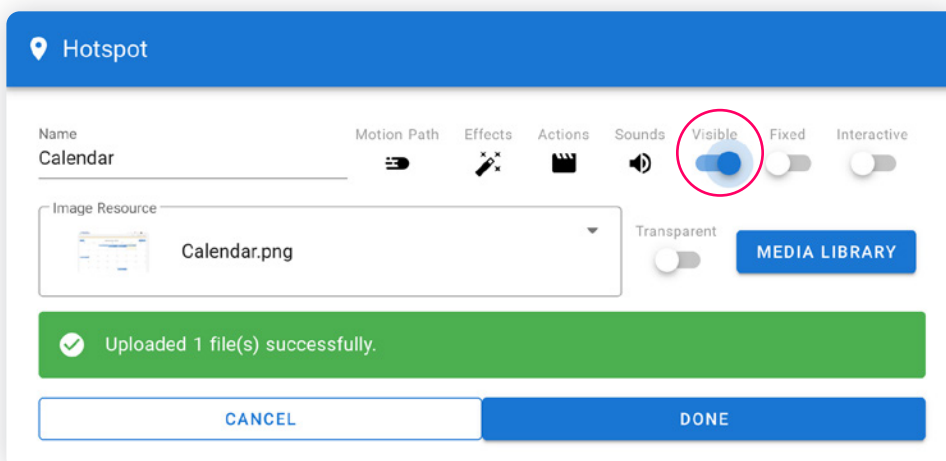 Hotspot
Name
Motion Path
Effects
Actions
Sounds
Visible
Fixed
Interactive
Calendar
Image Resource
Calendar.png
Transparent
MEDIA LIBRARY
Uploaded 1 file(s) successfully.
CANCEL
DONE